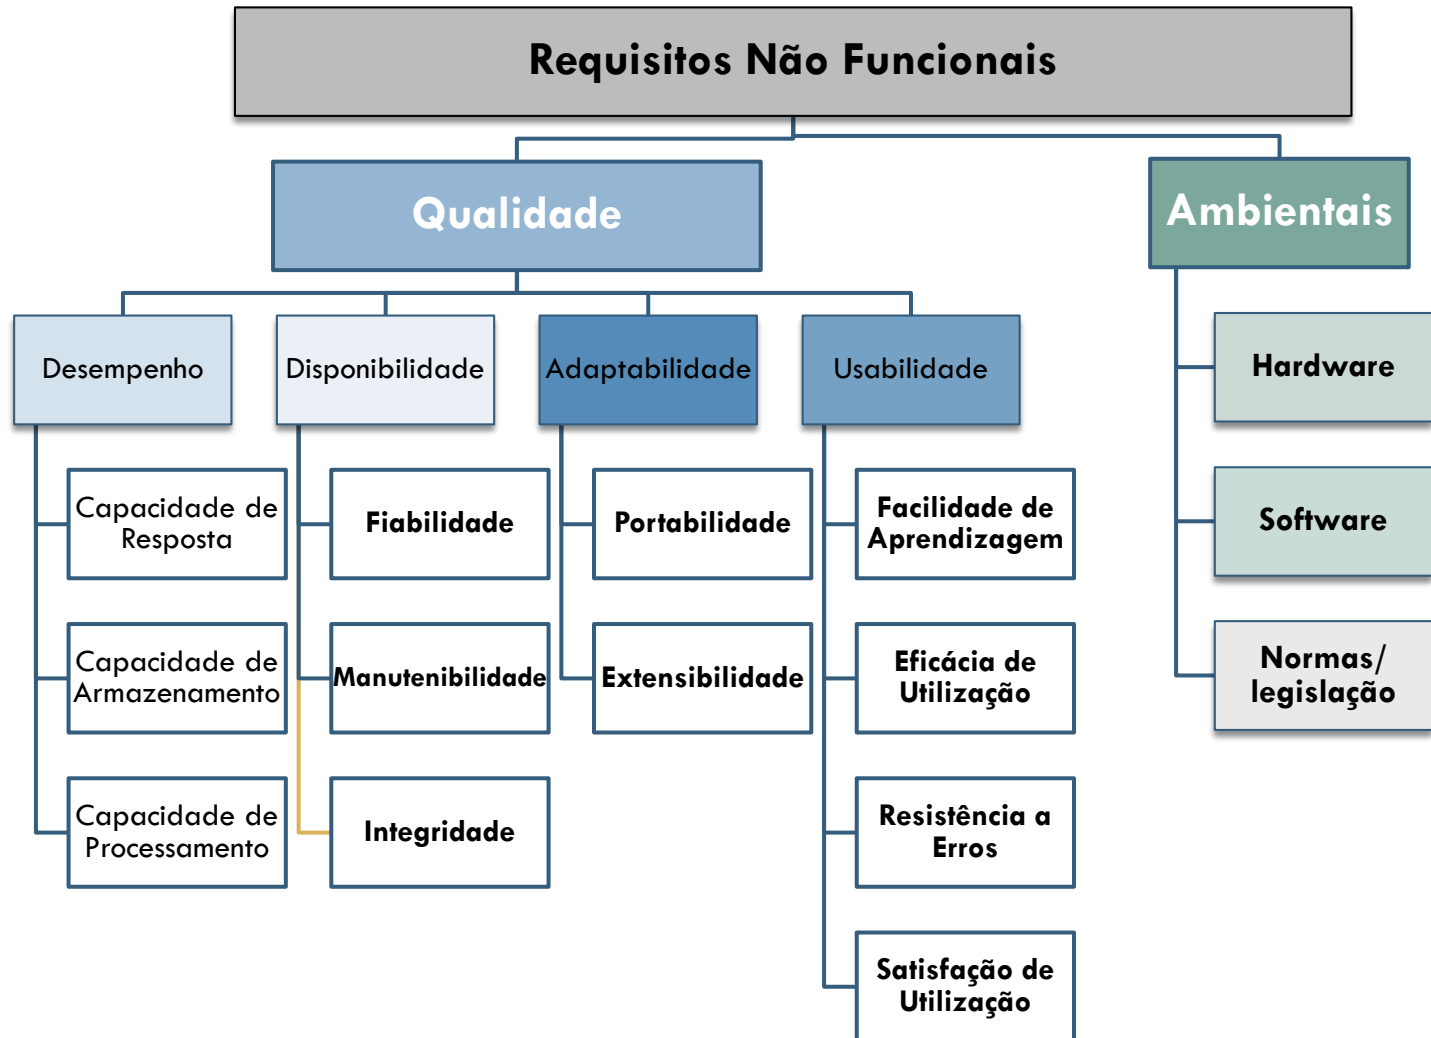 Requisitos Não Funcionais
Qualidade
Ambientais
Desempenho
Disponibilidade
Adaptabilidade
Usabilidade
Hardware
Capacidade de
Resposta
Fiabilidade
Portabilidade
Facilidade de
Aprendizagem
Software
Capacidade de
Armazenamento
Manutenibilidade
Extensibilidade
Eficácia de
Utilização
Normas/
legislação
Capacidade de
Processamento
Integridade
Resistência a
Erros
Satisfação de
Utilização